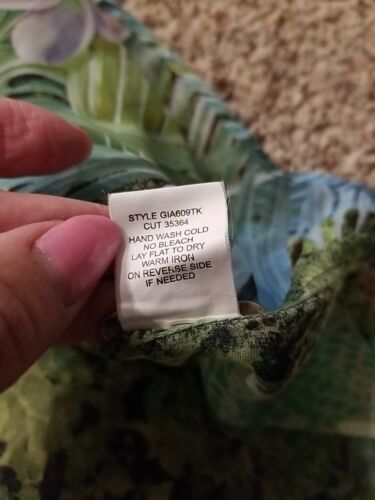 STYLE GIA609TK
CUT 35364
HAND WASH COLD
NO BLEACH
LAY FLAT TO DRY
WARM IRON
ON REVERSE SIDE
IF NEEDED